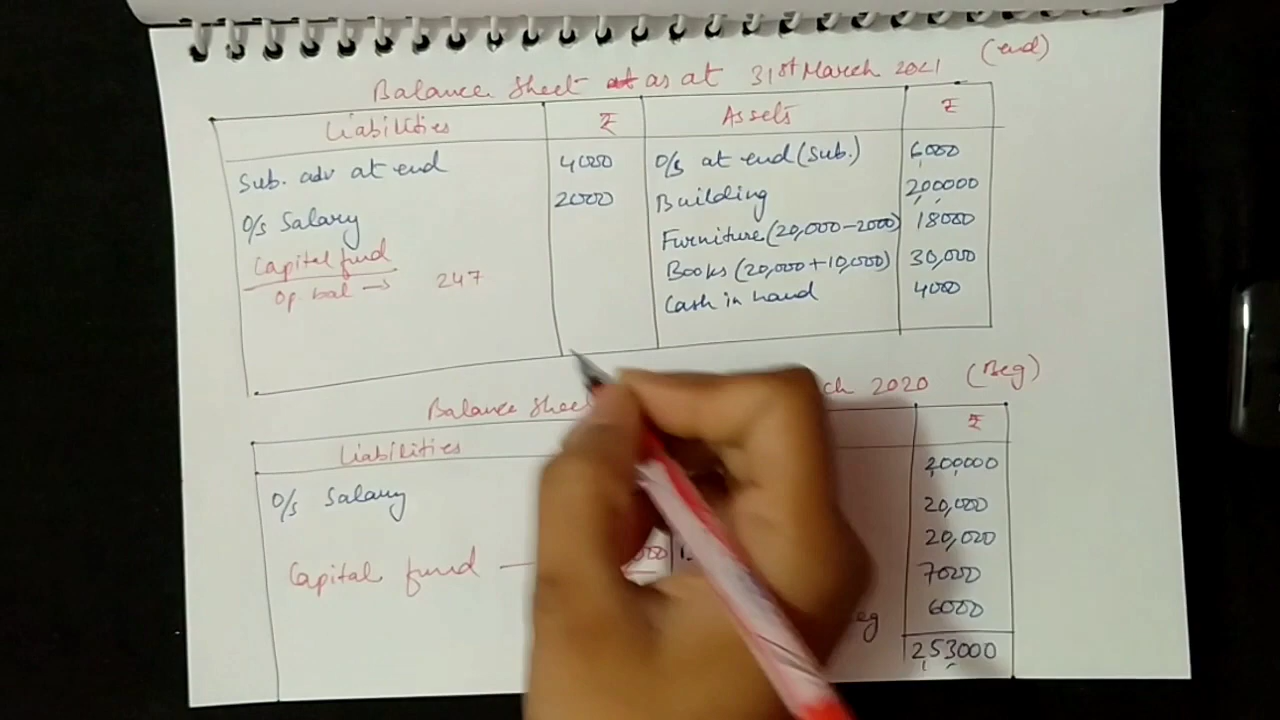 (end)
Balance Sheet at as at 31st March 2021
Liabilities ₹ Assets ₹
Sub. adv at end 4000 O/s at end (Sub.) 6000
O/s Salary 2000 Building 200000
Capital fund Furniture (20,000-2000) 18000
Op. bal → 247 Books (20,000+10,000) 30,000
Cash in hand 4000
Balance Sheet ch 2020 (Beg)
Liabilities ₹
O/s Salary 200000
20,000
20,000
Capital fund — 000 7000
eg 6000
253000